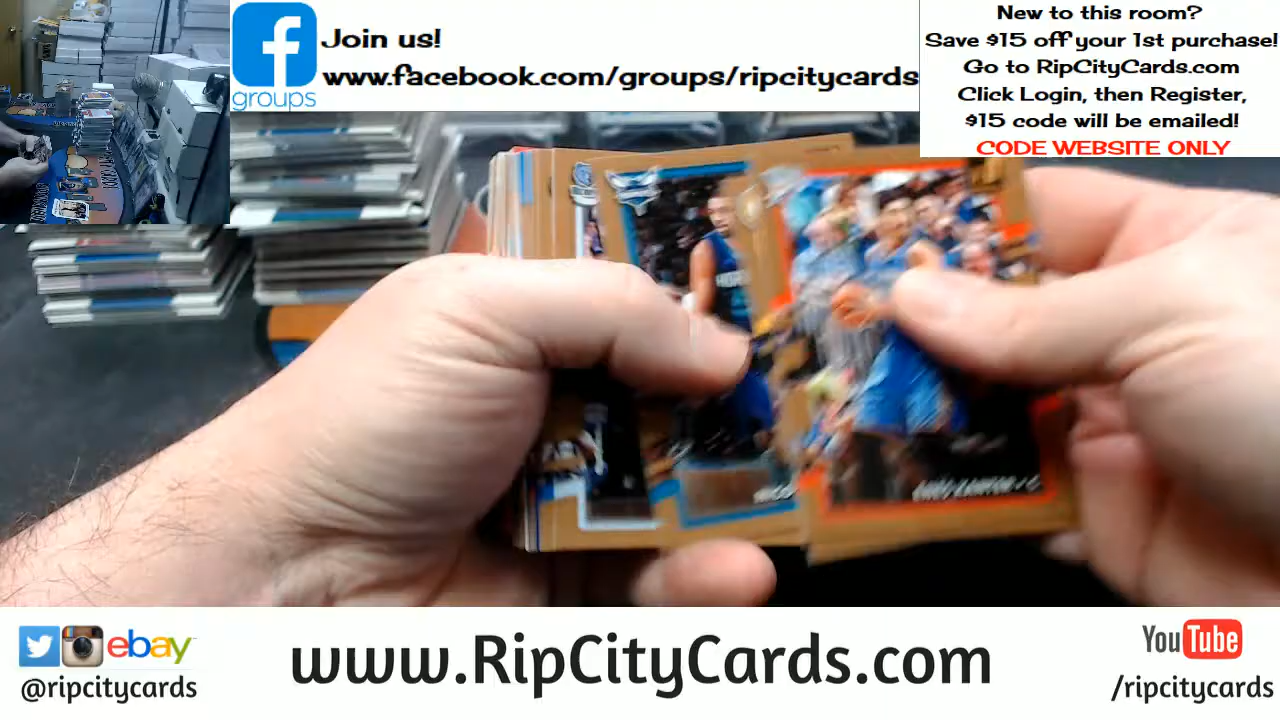 Join us!
www.facebook.com/groups/ripcitycards
groups
New to this room?
Save $15 off your 1st purchase!
Go to RipCityCards.com
Click Login, then Register,
$15 code will be emailed!
CODE WEBSITE ONLY
ebay
@ripcitycards
www.RipCityCards.com
YouTube
/ripcitycards